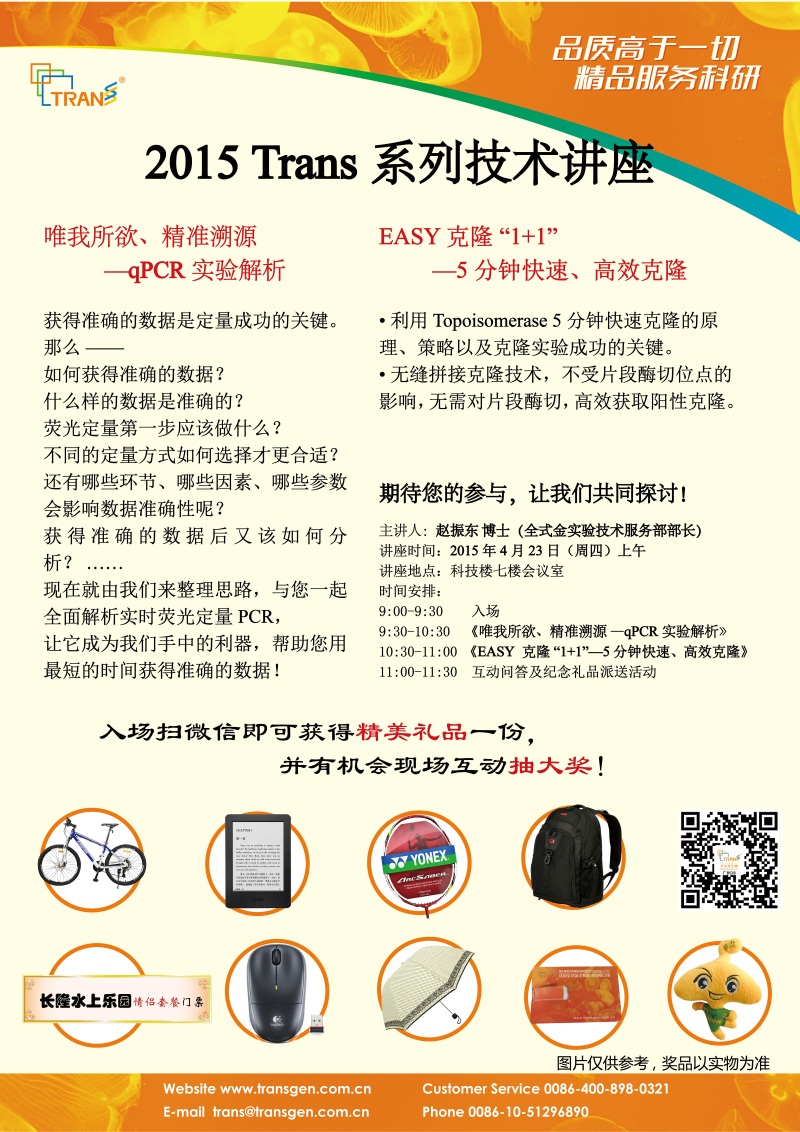 品质高于一切
精品服务科研
TRANS®
2015 Trans 系列技术讲座
唯我所欲、精准溯源
—qPCR 实验解析
获得准确的数据是定量成功的关键。
那么 ——
如何获得准确的数据？
什么样的数据是准确的？
荧光定量第一步应该做什么？
不同的定量方式如何选择才更合适？
还有哪些环节、哪些因素、哪些参数
会影响数据准确性呢？
获得准确的数据后又该如何分
析？ ……
现在就由我们来整理思路，与您一起
全面解析实时荧光定量 PCR，
让它成为我们手中的利器，帮助您用
最短的时间获得准确的数据！
EASY 克隆 “1+1”
—5 分钟快速、高效克隆
• 利用 Topoisomerase 5 分钟快速克隆的原
理、策略以及克隆实验成功的关键。
• 无缝拼接克隆技术，不受片段酶切位点的
影响，无需对片段酶切，高效获取阳性克隆。
期待您的参与，让我们共同探讨！
主讲人：赵振东 博士（全式金实验技术服务部部长）
讲座时间：2015 年 4 月 23 日（周四）上午
讲座地点：科技楼七楼会议室
时间安排：
9:00-9:30 入场
9:30-10:30 《唯我所欲、精准溯源 —qPCR 实验解析》
10:30-11:00 《EASY 克隆 “1+1”—5 分钟快速、高效克隆》
11:00-11:30 互动问答及纪念礼品派送活动
入场扫微信即可获得精美礼品一份，
并有机会现场互动抽大奖！
YONEX
ARCSABER
长隆水上乐园情侣套餐门票
Logitech
图片仅供参考，奖品以实物为准
Website www.transgen.com.cn
Customer Service 0086-400-898-0321
E-mail trans@transgen.com.cn
Phone 0086-10-51296890